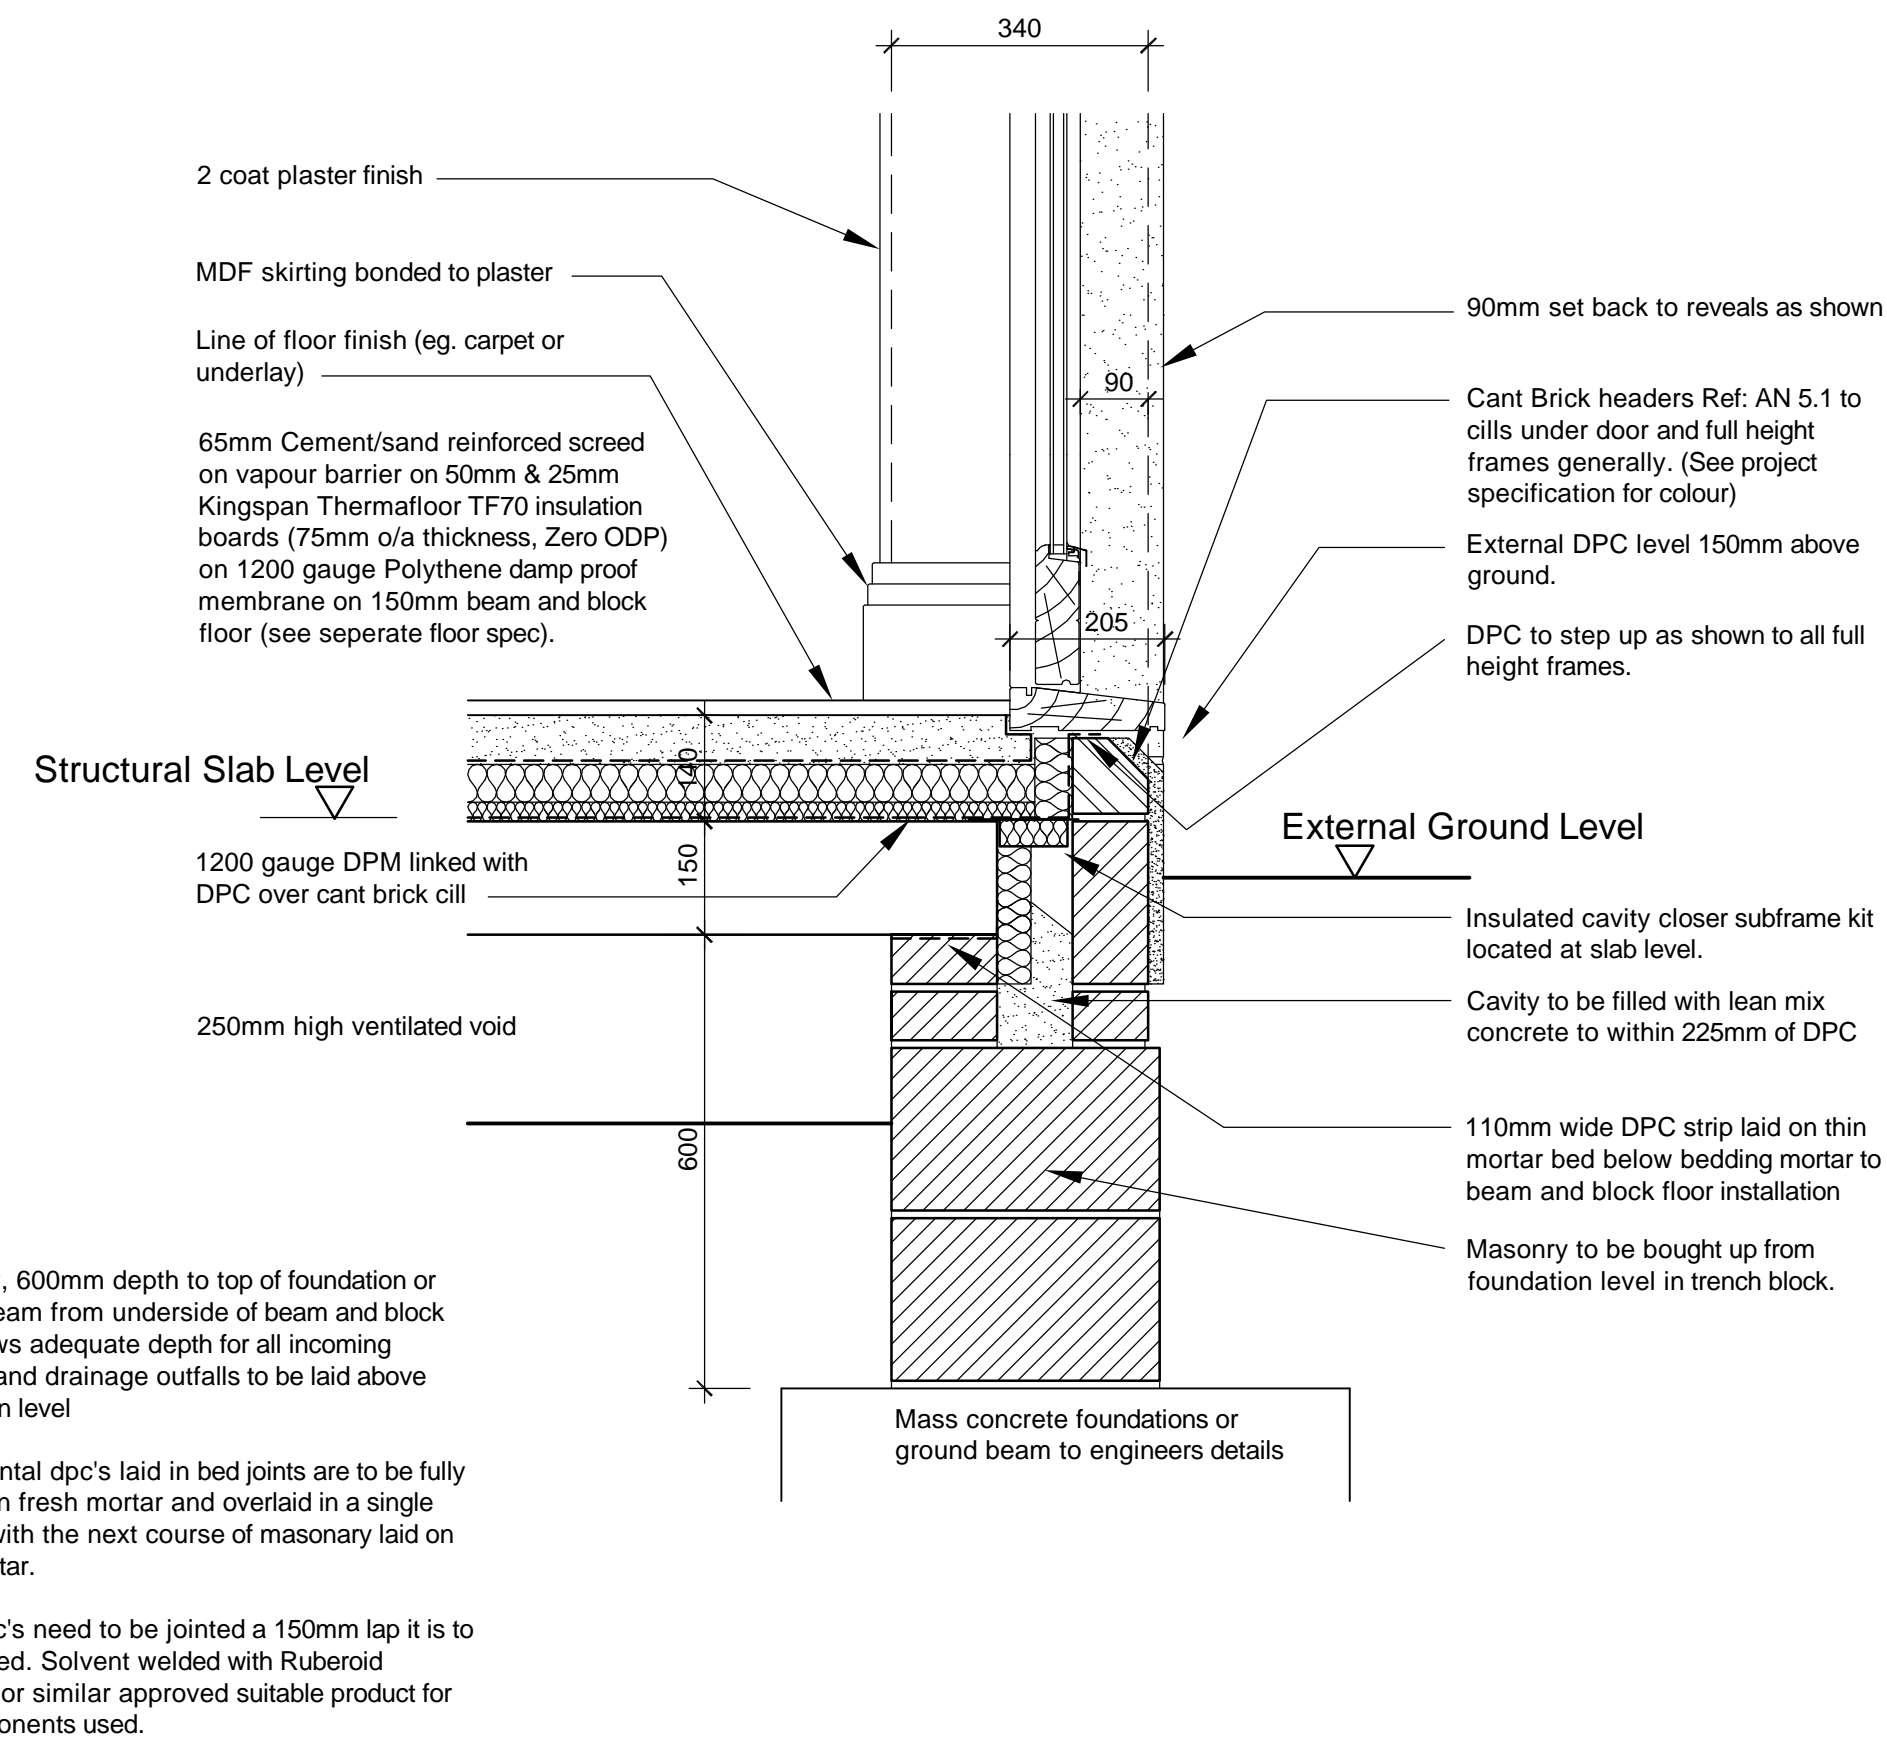 340
2 coat plaster finish
MDF skirting bonded to plaster
Line of floor finish (eg. carpet or
underlay)
65mm Cement/sand reinforced screed
on vapour barrier on 50mm & 25mm
Kingspan Thermafloor TF70 insulation
boards (75mm o/a thickness, Zero ODP)
on 1200 gauge Polythene damp proof
membrane on 150mm beam and block
floor (see seperate floor spec).
90mm set back to reveals as shown
90
Cant Brick headers Ref: AN 5.1 to
cills under door and full height
frames generally. (See project
specification for colour)
External DPC level 150mm above
ground.
205
DPC to step up as shown to all full
height frames.
Structural Slab Level
140
External Ground Level
1200 gauge DPM linked with
DPC over cant brick cill
150
Insulated cavity closer subframe kit
located at slab level.
250mm high ventilated void
Cavity to be filled with lean mix
concrete to within 225mm of DPC
600
110mm wide DPC strip laid on thin
mortar bed below bedding mortar to
beam and block floor installation
Masonry to be bought up from
foundation level in trench block.
, 600mm depth to top of foundation or
eam from underside of beam and block
ws adequate depth for all incoming
and drainage outfalls to be laid above
n level
Mass concrete foundations or
ground beam to engineers details
ntal dpc's laid in bed joints are to be fully
n fresh mortar and overlaid in a single
with the next course of masonary laid on
tar.
c's need to be jointed a 150mm lap it is to
ed. Solvent welded with Ruberoid
or similar approved suitable product for
onents used.